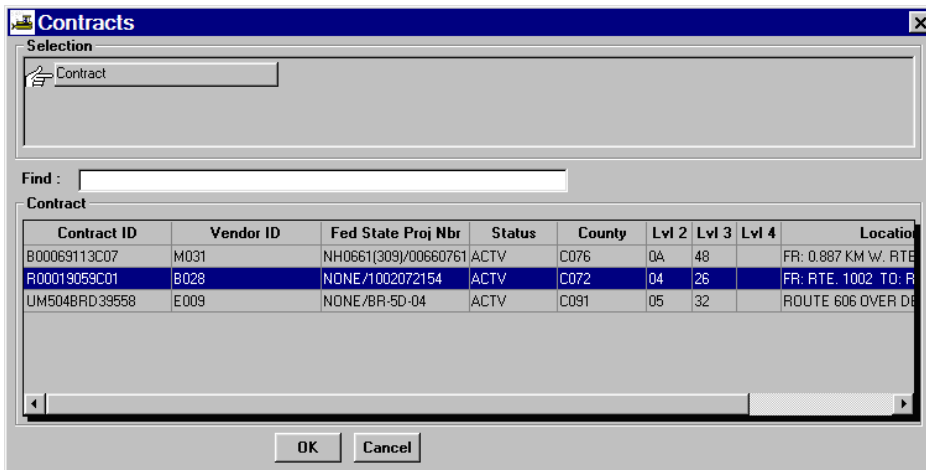 Contracts
Selection
Contract
Find :
Contract
Contract ID Vendor ID Fed State Proj Nbr Status County Lvl 2 Lvl 3 Lvl 4 Location
B00069113C07 M031 NH0661(309)/00660761 ACTV C076 0A 48 FR: 0.887 KM W. RTE
R00019059C01 B028 NONE/1002072154 ACTV C072 04 26 FR: RTE. 1002 TO: R
UM504BRD39558 E009 NONE/BR-5D-04 ACTV C091 05 32 ROUTE 606 OVER DE
OK Cancel